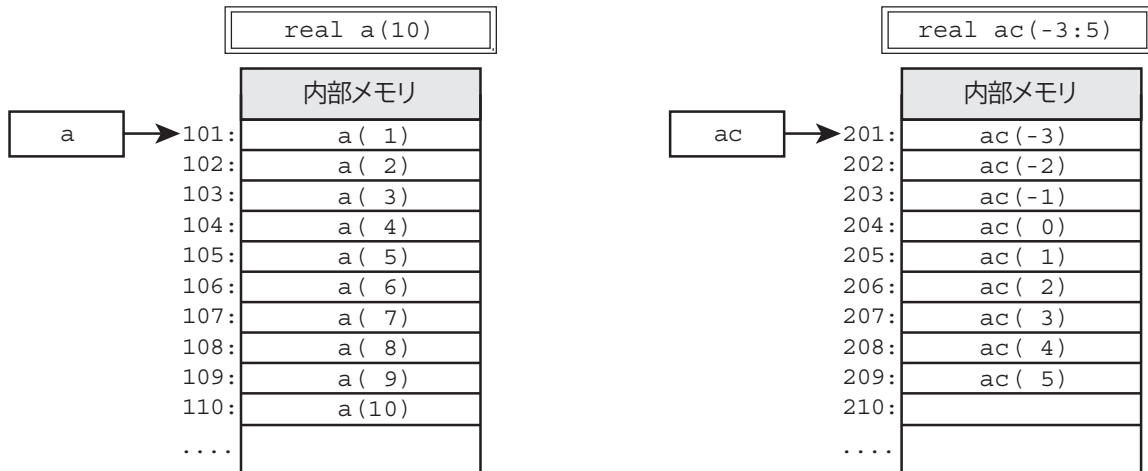 real a(10)
内部メモリ
a
101: a( 1)
102: a( 2)
103: a( 3)
104: a( 4)
105: a( 5)
106: a( 6)
107: a( 7)
108: a( 8)
109: a( 9)
110: a(10)
....
real ac(-3:5)
内部メモリ
ac
201: ac(-3)
202: ac(-2)
203: ac(-1)
204: ac( 0)
205: ac( 1)
206: ac( 2)
207: ac( 3)
208: ac( 4)
209: ac( 5)
210:
....